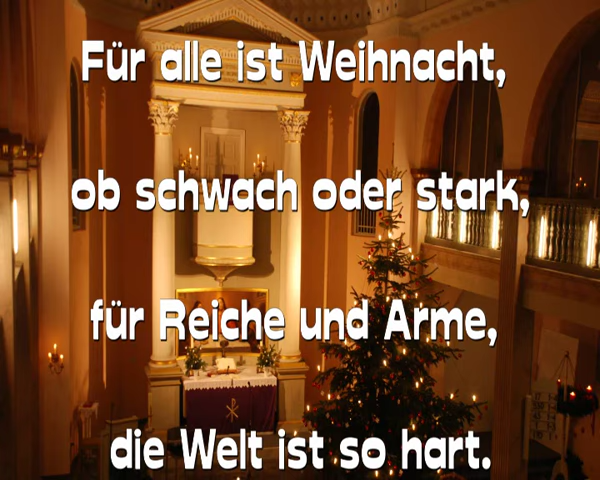 Für alle ist Weihnacht,
ob schwach oder stark,
für Reiche und Arme,
die Welt ist so hart.